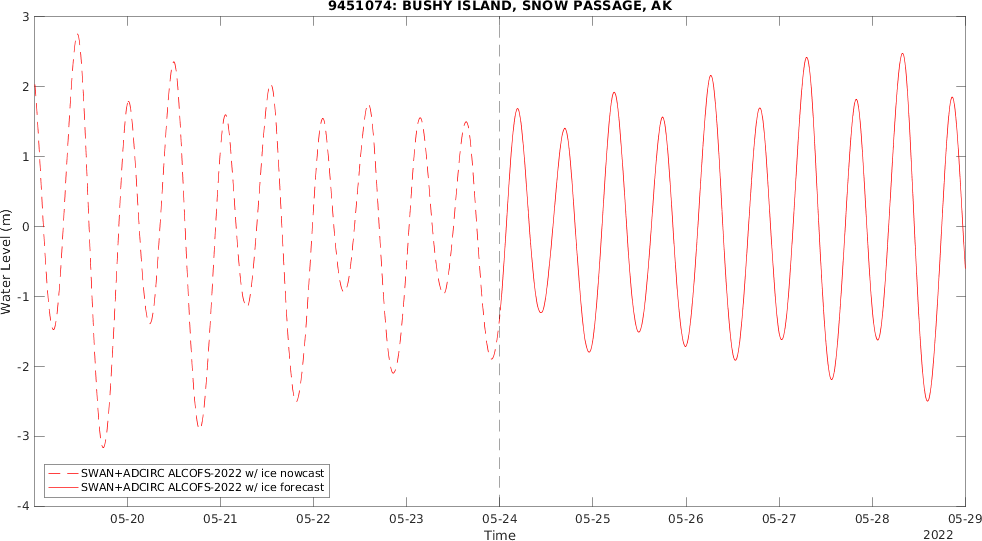 9451074: BUSHY ISLAND, SNOW PASSAGE, AK
3
2
1
0
-1
-2
-3
-4
Water Level (m)
SWAN+ADCIRC ALCOFS-2022 w/ ice nowcast
SWAN+ADCIRC ALCOFS-2022 w/ ice forecast
05-20 05-21 05-22 05-23 05-24 05-25 05-26 05-27 05-28 05-29
Time
2022